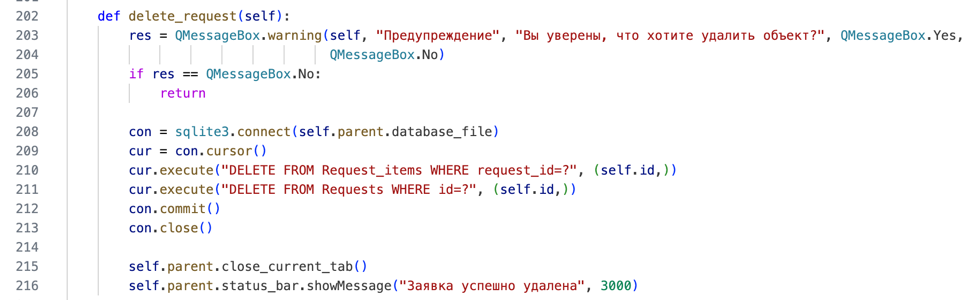 202 def delete_request(self):
203 res = QMessageBox.warning(self, "Предупреждение", "Вы уверены, что хотите удалить объект?", QMessageBox.Yes,
204 QMessageBox.No)
205 if res == QMessageBox.No:
206 return
207
208 con = sqlite3.connect(self.parent.database_file)
209 cur = con.cursor()
210 cur.execute("DELETE FROM Request_items WHERE request_id=?", (self.id,))
211 cur.execute("DELETE FROM Requests WHERE id=?", (self.id,))
212 con.commit()
213 con.close()
214
215 self.parent.close_current_tab()
216 self.parent.status_bar.showMessage("Заявка успешно удалена", 3000)